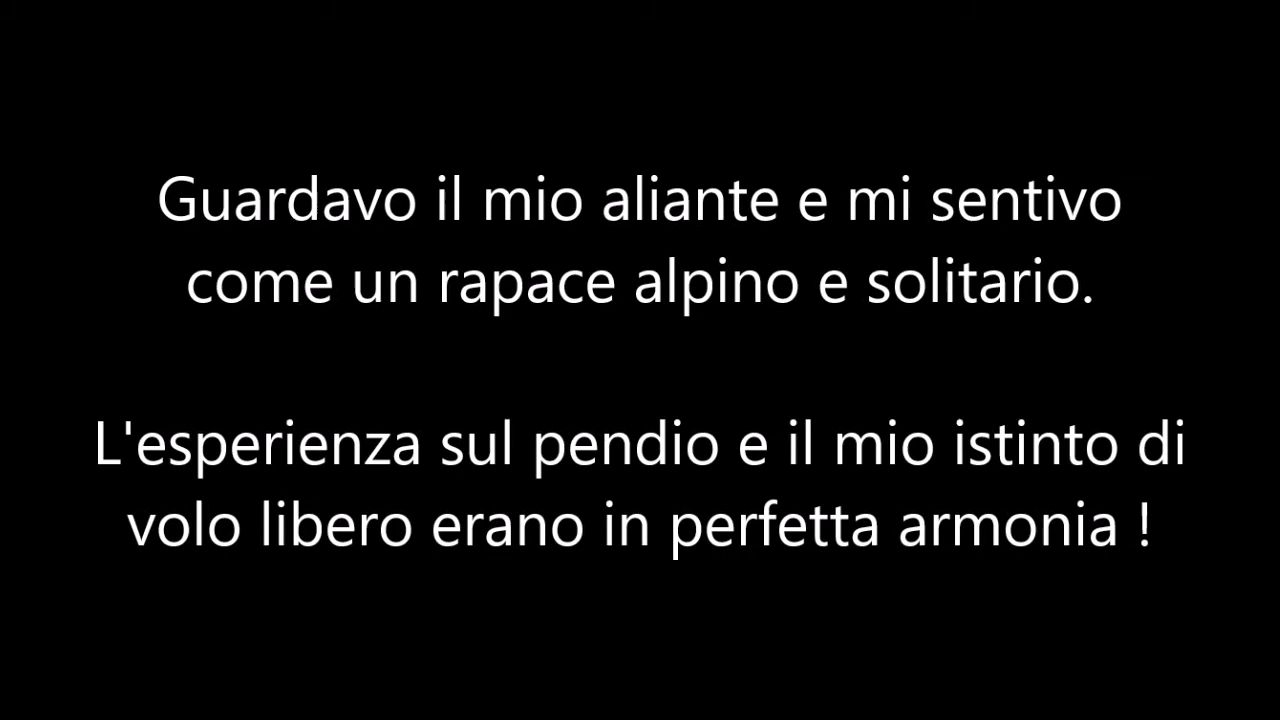 Guardavo il mio aliante e mi sentivo
come un rapace alpino e solitario.
L'esperienza sul pendio e il mio istinto di
volo libero erano in perfetta armonia !